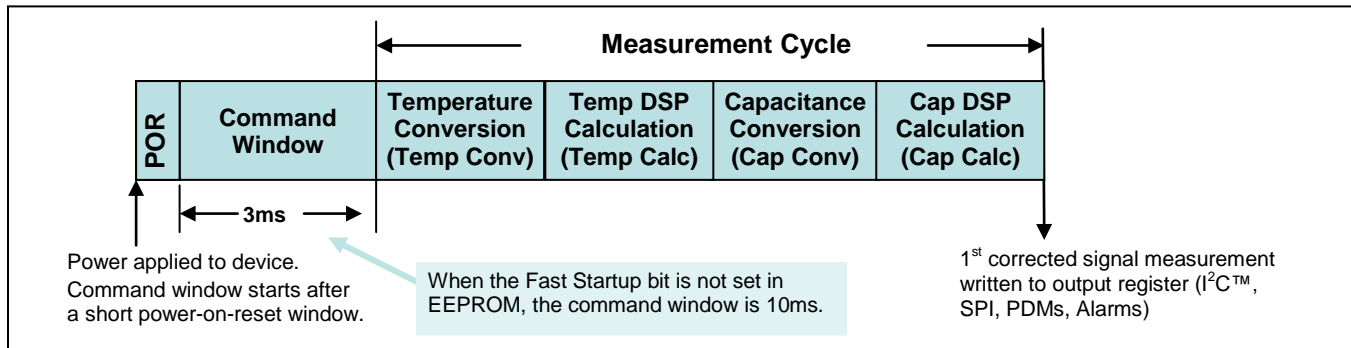 Measurement Cycle
POR
Command
Window
Temperature
Conversion
(Temp Conv)
Temp DSP
Calculation
(Temp Calc)
Capacitance
Conversion
(Cap Conv)
Cap DSP
Calculation
(Cap Calc)
3ms
Power applied to device.
Command window starts after
a short power-on-reset window.
When the Fast Startup bit is not set in
EEPROM, the command window is 10ms.
1st corrected signal measurement
written to output register (I²C™,
SPI, PDMs, Alarms)